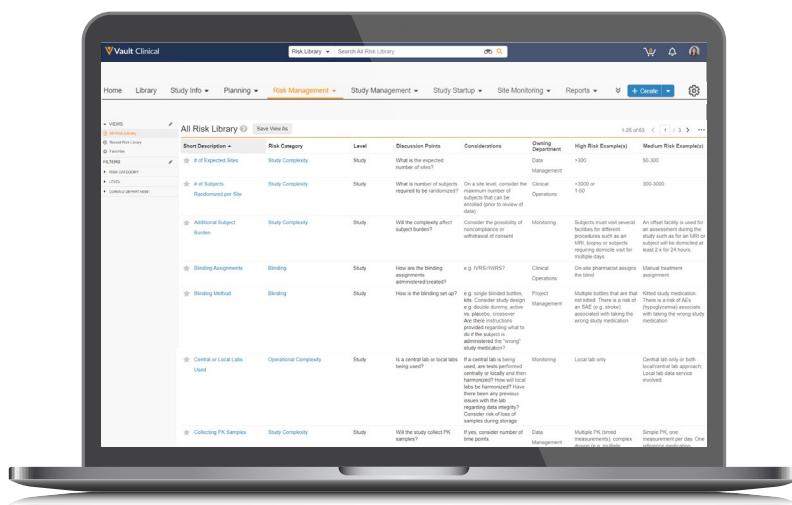 Vault Clinical
Risk Library
Search All Risk Library
Home Library Study Info Planning Risk Management Study Management Study Startup Site Monitoring Reports + Create
VIEWS
All Risk Library
Recent Risk Library
Favorites
FILTERS
RISK CATEGORY
LEVEL
OWNING DEPARTMENT
All Risk Library Save View As 1-25 of 63 1 / 3
Short Description Risk Category Level Discussion Points Considerations Owning Department High Risk Example(s) Medium Risk Example(s)
# of Expected Sites Study Complexity Study What is the expected Data >300 50-300
number of sites? Management
# of Subjects Study Complexity Study What is number of subjects On a site level, consider the Clinical >3000 or 300-3000
Randomized per Site required to be randomized? maximum number of Operations 1-50
subjects that can be
enrolled (prior to review of
data)
Additional Subject Study Complexity Study Will the complexity affect Consider the possibility of Monitoring Subjects must visit several An offset facility is used for
Burden subject burden? noncompliance or facilities for different an assessment during the
withdrawal of consent procedures such as an study such as for an MRI or
MRI, biopsy or subjects subject will be domiciled at
requiring domicile visit for least 2 x for 24 hours.
multiple days
Blinding Assignments Blinding Study How are the blinding e.g. IVRS/IWRS? Clinical On-site pharmacist assigns Manual treatment
assignments Operations the blind assignment
administered/created?
Blinding Method Blinding Study How is the blinding set up? e.g. single blinded bottles, Project Multiple bottles that are that Kitted study medication.
kits. Consider study design Management not kitted. There is a risk of There is a risk of AEs
e.g. double dummy, active an SAE (e.g. stroke) (hypoglycemia) associate
vs. placebo, crossover associated with taking the with taking the wrong study
Are there instructions wrong study medication medication
provided regarding what to
do if the subject is
administered the "wrong"
study medication?
Central or Local Labs Operational Complexity Study Is a central lab or local labs If a central lab is being Monitoring Local lab only Central lab only or both
Used being used? used, are tests performed local/central lab approach;
centrally or locally and then Local lab data service
harmonized? How will local involved
labs be harmonized? Have
there been any previous
issues with the lab
regarding data integrity?
Consider risk of loss of
samples during storage
Collecting PK Samples Study Complexity Study Will the study collect PK If yes, consider number of Data Multiple PK (timed Simple PK, one
samples? time points Management measurements), complex measurement per day. One
dosing (e.g. multiple reference medication